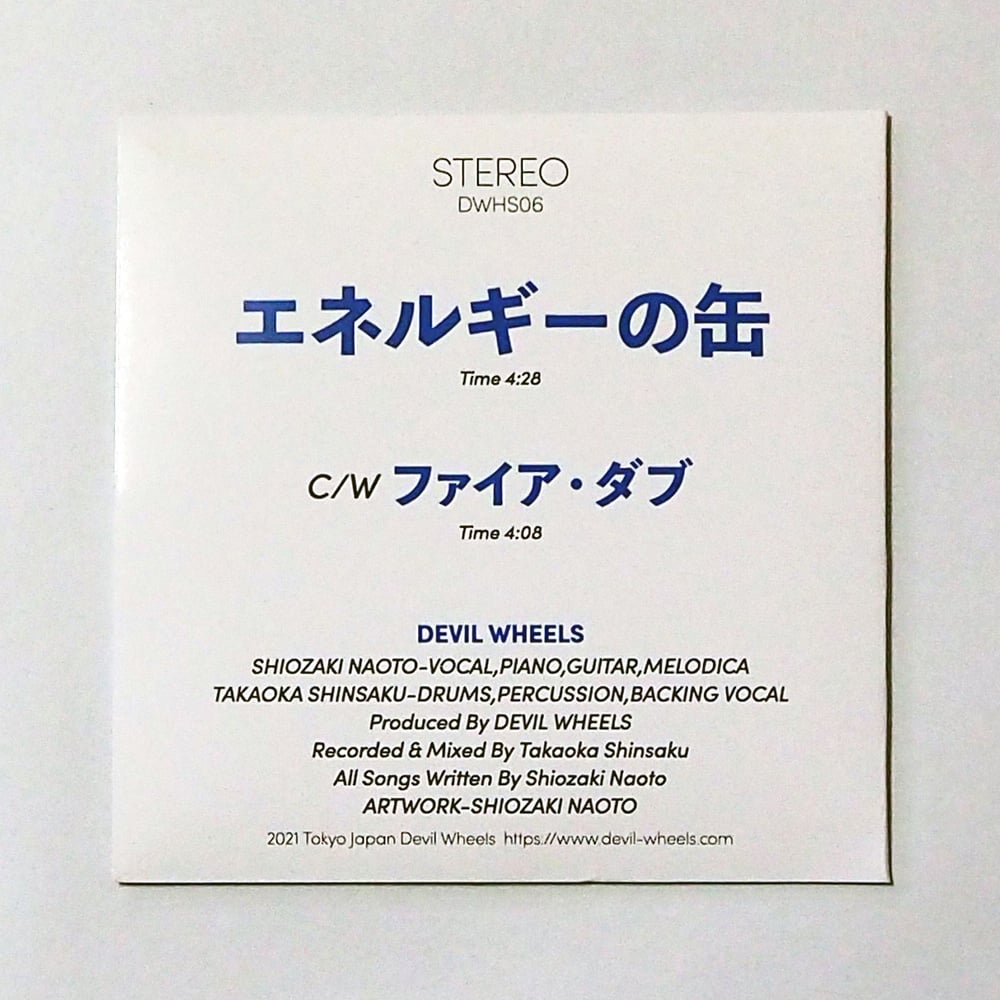 STEREO
DWHS06
エネルギーの缶
Time 4:28
C/W ファイア・ダブ
Time 4:08
DEVIL WHEELS
SHIOZAKI NAOTO-VOCAL,PIANO,GUITAR,MELODICA
TAKAOKA SHINSAKU-DRUMS,PERCUSSION,BACKING VOCAL
Produced By DEVIL WHEELS
Recorded & Mixed By Takaoka Shinsaku
All Songs Written By Shiozaki Naoto
ARTWORK-SHIOZAKI NAOTO
2021 Tokyo Japan Devil Wheels https://www.devil-wheels.com